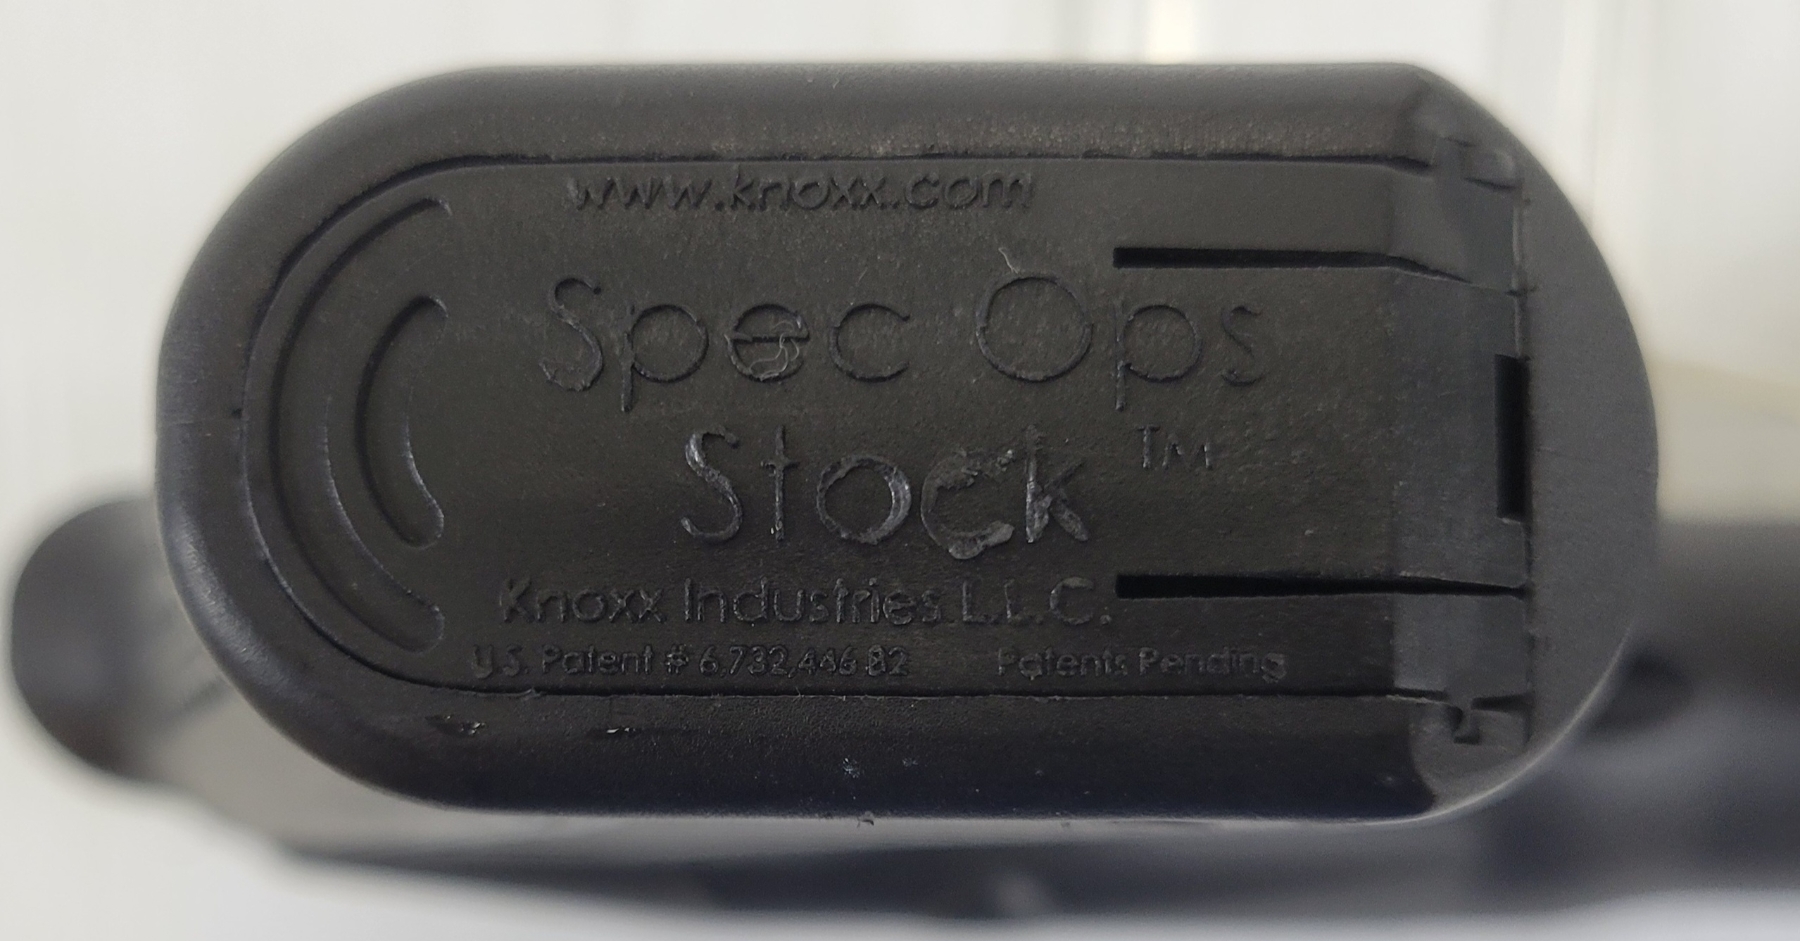 www.knoxx.com
Spec Ops
Stock™
Knoxx Industries L.L.C.
U.S. Patent # 6,732,446 B2 Patents Pending